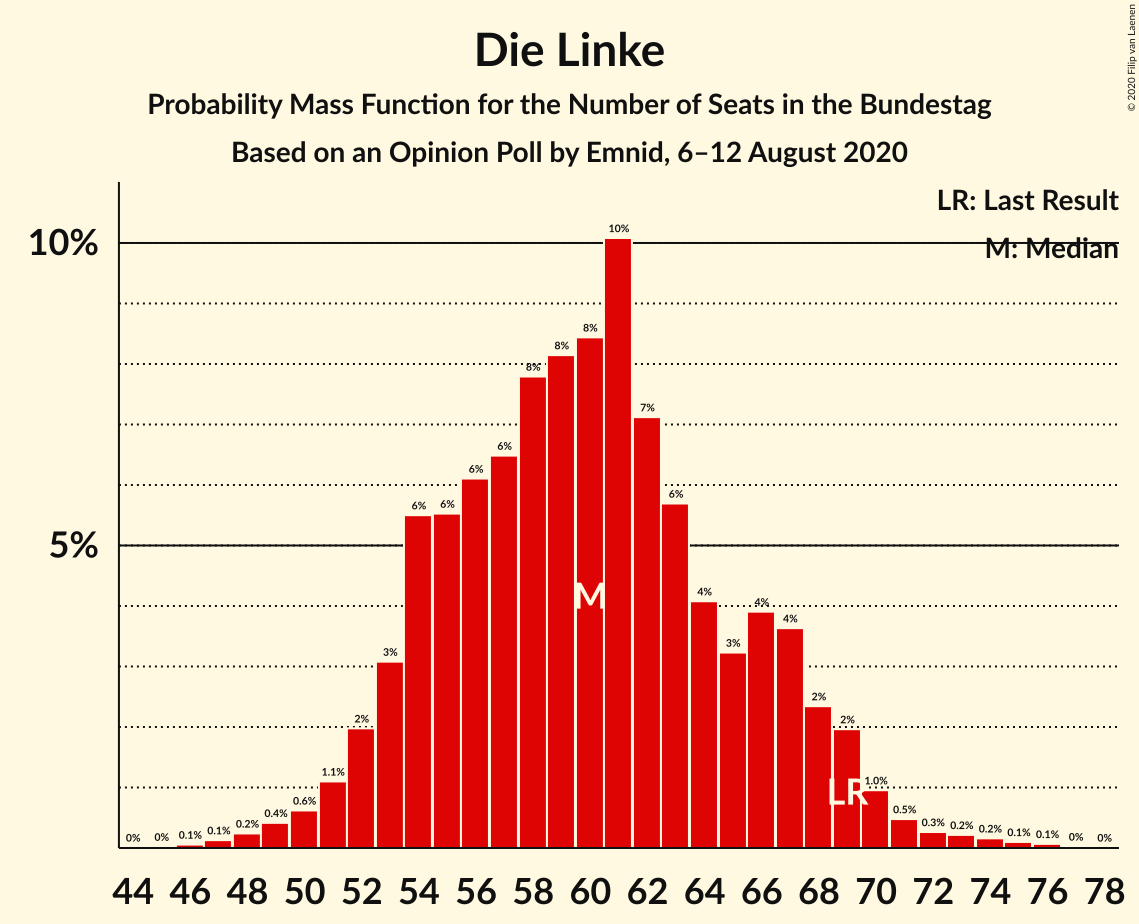 © 2020 Filip van Laenen
Die Linke
Probability Mass Function for the Number of Seats in the Bundestag
Based on an Opinion Poll by Emnid, 6–12 August 2020
LR: Last Result
M: Median
10%
5%
0% 0% 0.1% 0.1% 0.2% 0.4% 0.6% 1.1% 2% 3% 6% 6% 6% 6% 8% 8% 8% 10% 7% 6% 4% 3% 4% 4% 2% 2% 1.0% 0.5% 0.3% 0.2% 0.2% 0.1% 0.1% 0% 0%
M
LR
44 46 48 50 52 54 56 58 60 62 64 66 68 70 72 74 76 78